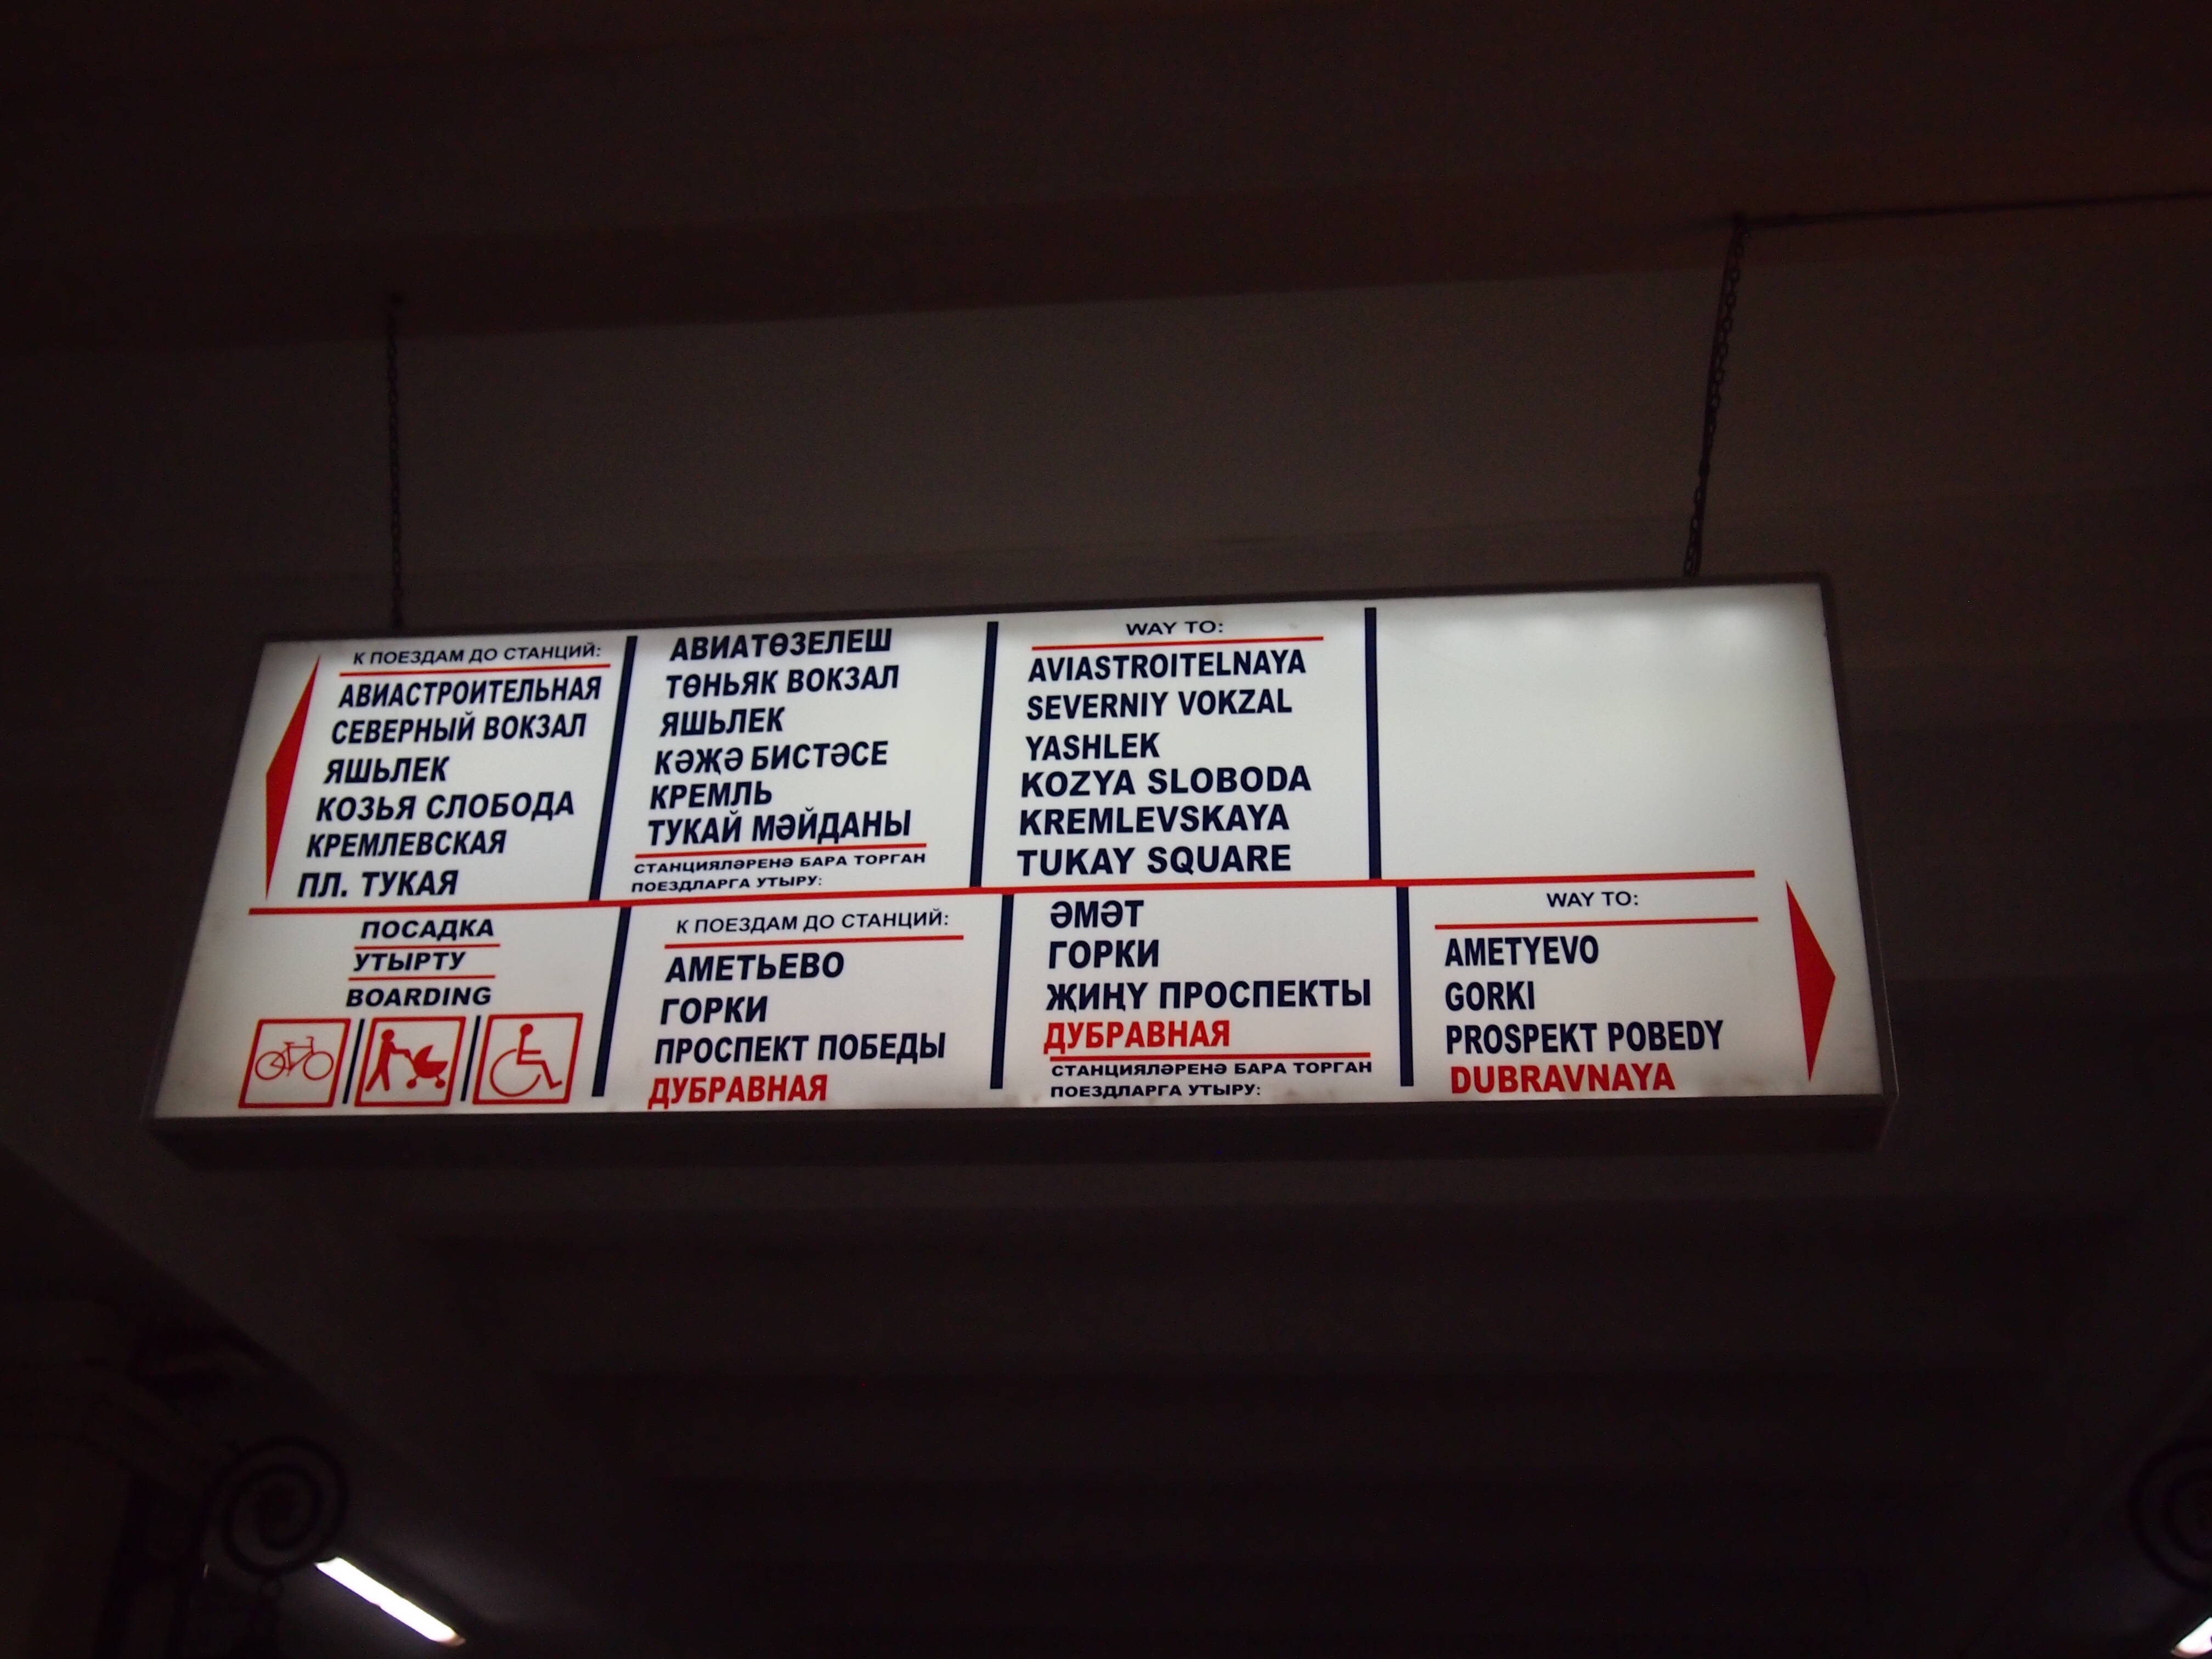 К ПОЕЗДАМ ДО СТАНЦИЙ:
АВИАСТРОИТЕЛЬНАЯ
СЕВЕРНЫЙ ВОКЗАЛ
ЯШЬЛЕК
КОЗЬЯ СЛОБОДА
КРЕМЛЕВСКАЯ
ПЛ. ТУКАЯ
АВИАТӨЗЕЛЕШ
ТӨНЬЯК ВОКЗАЛ
ЯШЬЛЕК
КӘҖӘ БИСТӘСЕ
КРЕМЛЬ
ТУКАЙ МӘЙДАНЫ
СТАНЦИЯЛӘРЕНӘ БАРА ТОРГАН
ПОЕЗДЛАРГА УТЫРУ:
WAY TO:
AVIASTROITELNAYA
SEVERNIY VOKZAL
YASHLEK
KOZYA SLOBODA
KREMLEVSKAYA
TUKAY SQUARE
ПОСАДКА
УТЫРТУ
BOARDING
К ПОЕЗДАМ ДО СТАНЦИЙ:
АМЕТЬЕВО
ГОРКИ
ПРОСПЕКТ ПОБЕДЫ
ДУБРАВНАЯ
ӘМӘТ
ГОРКИ
ҖИҢҮ ПРОСПЕКТЫ
ДУБРАВНАЯ
СТАНЦИЯЛӘРЕНӘ БАРА ТОРГАН
ПОЕЗДЛАРГА УТЫРУ:
WAY TO:
AMETYEVO
GORKI
PROSPEKT POBEDY
DUBRAVNAYA